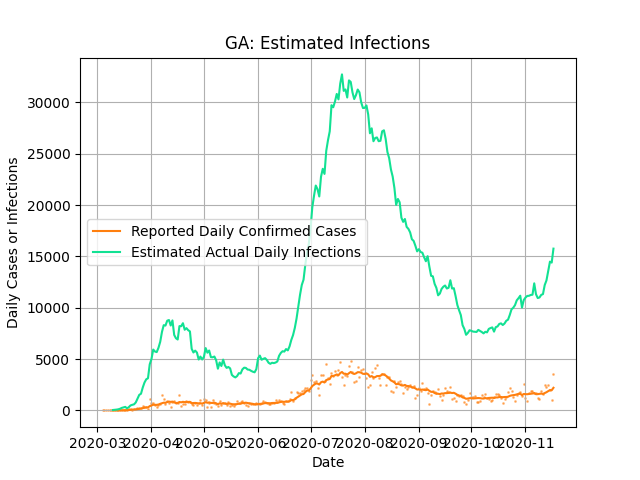 GA: Estimated Infections
Daily Cases or Infections
30000
25000
20000
15000
10000
5000
0
Reported Daily Confirmed Cases
Estimated Actual Daily Infections
2020-03 2020-04 2020-05 2020-06 2020-07 2020-08 2020-09 2020-10 2020-11
Date